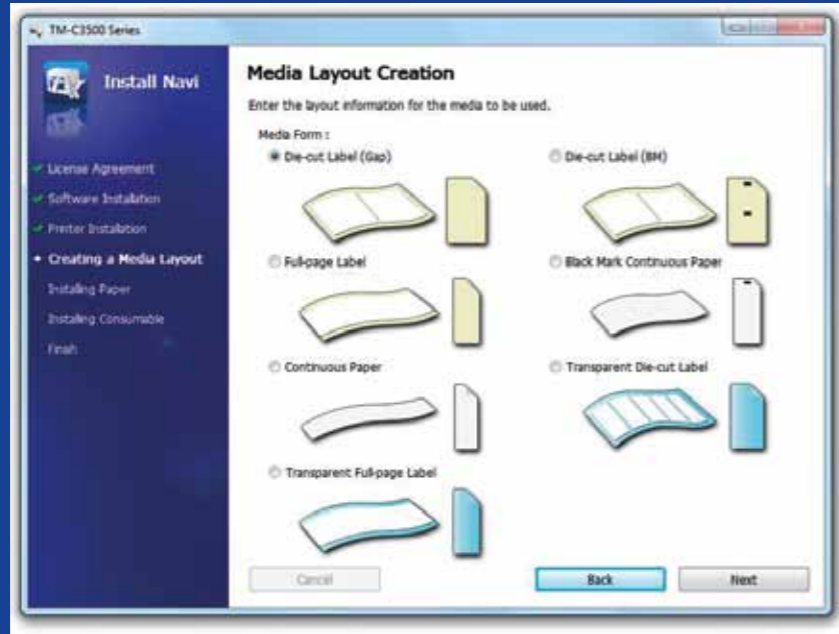 TM-C3500 Series
Install Navi
License Agreement
Software Installation
Printer Installation
Creating a Media Layout
Installing Paper
Installing Consumable
Finish
Media Layout Creation
Enter the layout information for the media to be used.
Media Form :
Die-cut Label (Gap)
Die-cut Label (BM)
Full-page Label
Black Mark Continuous Paper
Continuous Paper
Transparent Die-cut Label
Transparent Full-page Label
Cancel
Back
Next